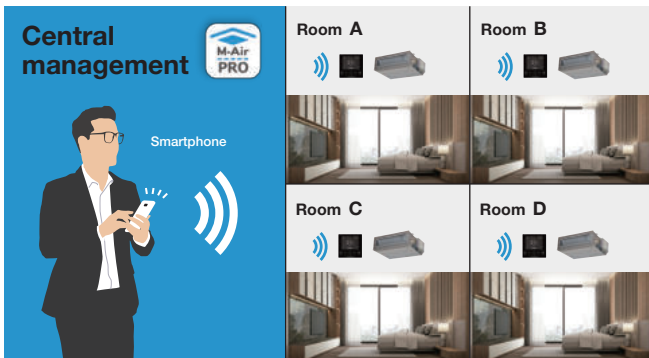 Central
management
M-Air
PRO
Smartphone
Room A
Room B
Room C
Room D